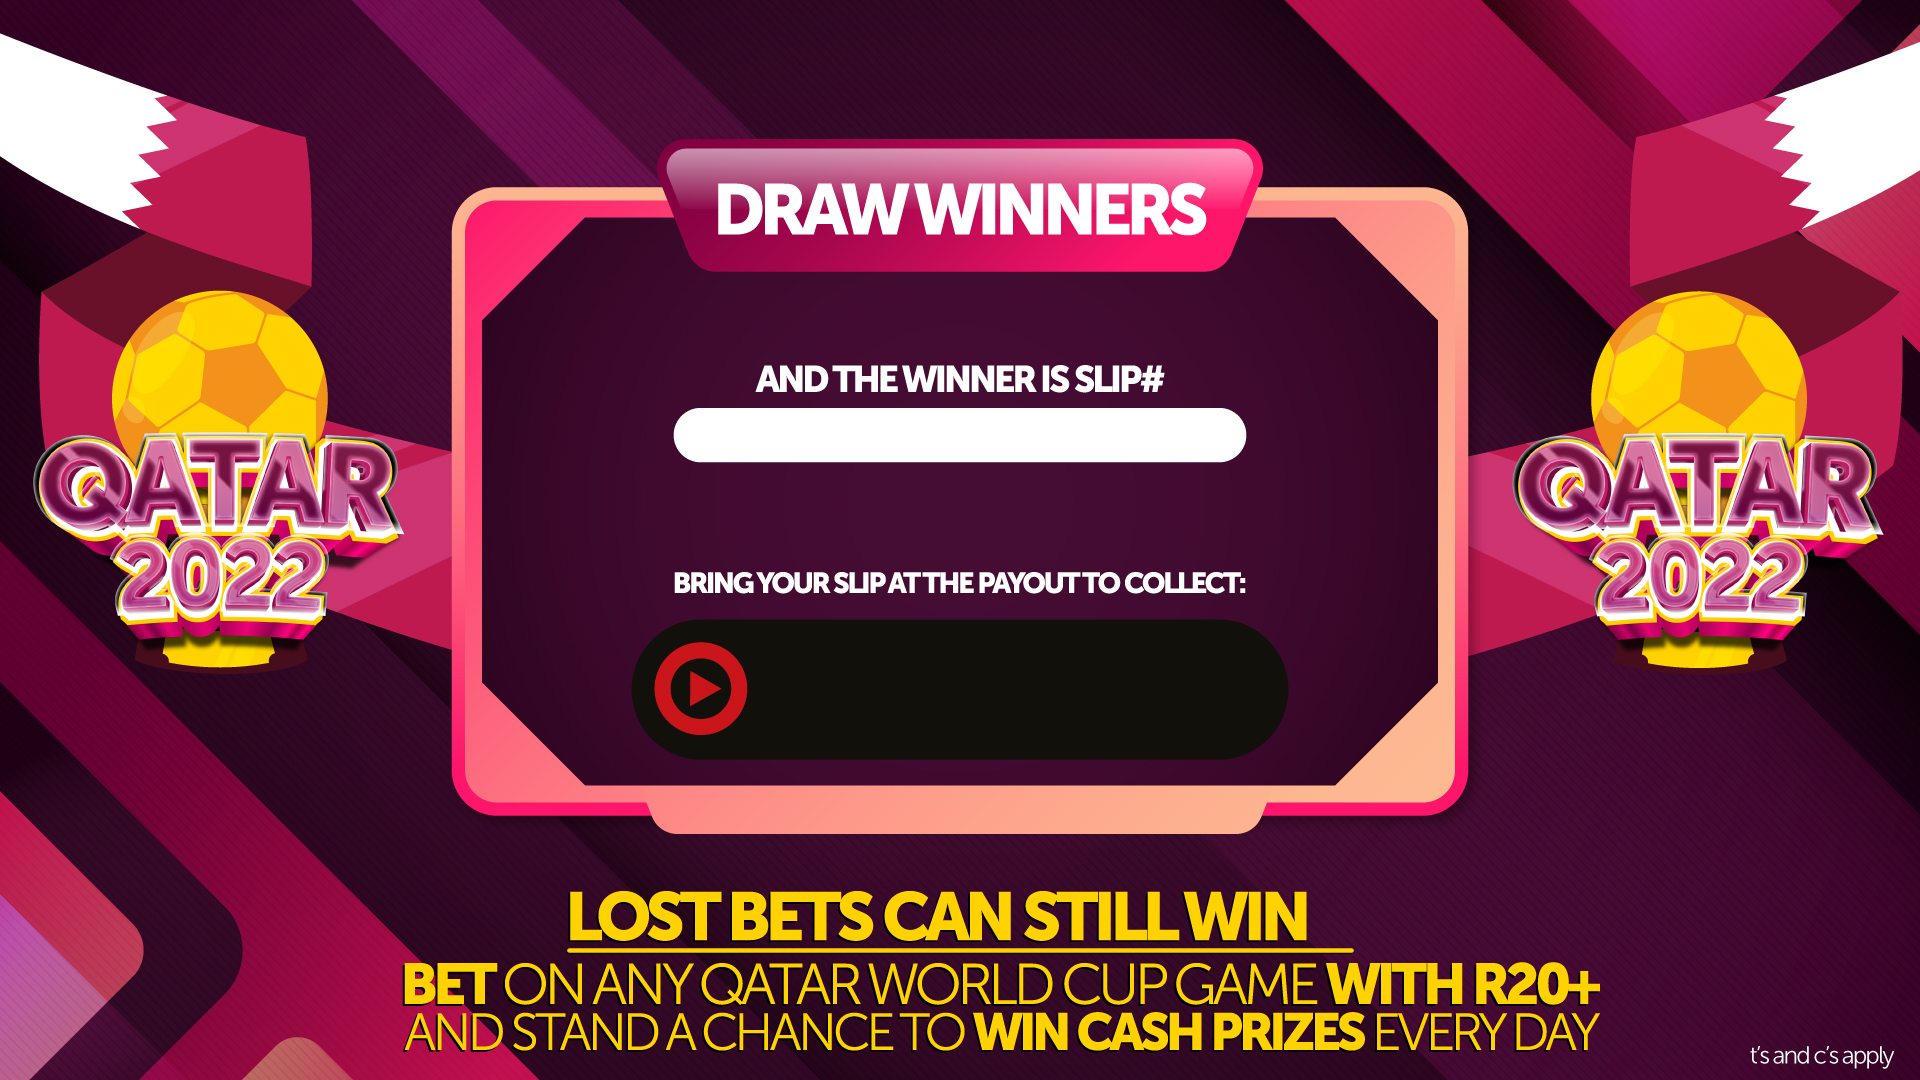 DRAW WINNERS
AND THE WINNER IS SLIP#
BRING YOUR SLIP AT THE PAYOUT TO COLLECT:
QATAR
2022
QATAR
2022
LOST BETS CAN STILL WIN
BET ON ANY QATAR WORLD CUP GAME WITH R20+
AND STAND A CHANCE TO WIN CASH PRIZES EVERY DAY
t's and c's apply